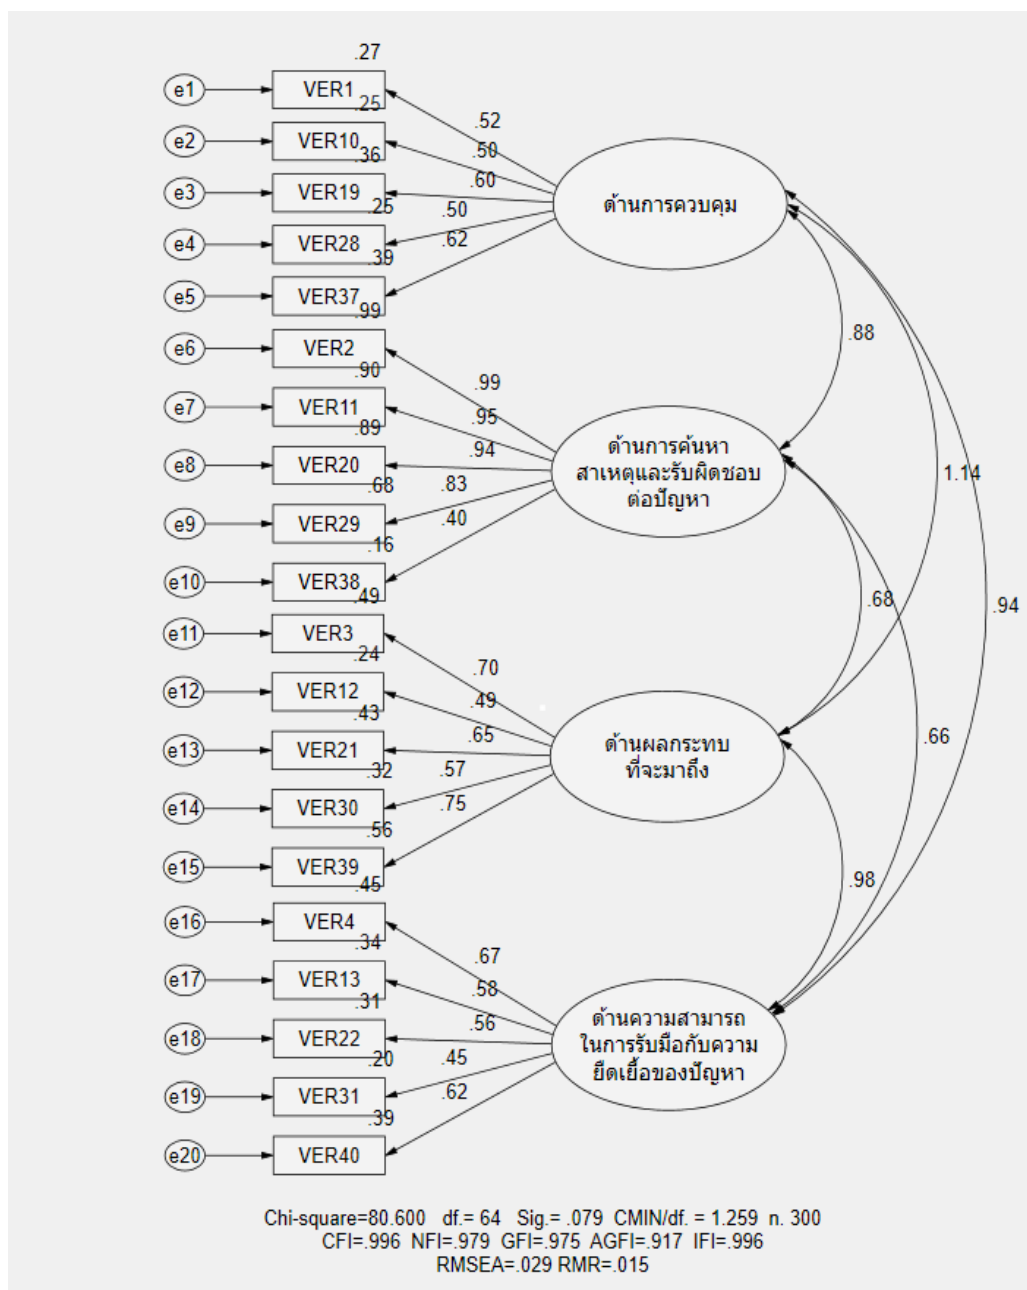 .27
e1 VER1
.25
.52
e2 VER10
.50
.36
e3 VER19
.60
.25
.50
e4 VER28
.62
.39
e5 VER37
.99
ด้านการควบคุม
.88
e6 VER2
.90
.99
e7 VER11
.95
.89
e8 VER20
.94
.68
.83
e9 VER29
.40
.16
e10 VER38
.49
ด้านการค้นหา
สาเหตุและรับผิดชอบ
ต่อปัญหา
1.14
.68
.94
e11 VER3
.24
.70
e12 VER12
.49
.43
e13 VER21
.65
.32
.57
e14 VER30
.75
.56
e15 VER39
.45
ด้านผลกระทบ
ที่จะมาถึง
.66
.98
e16 VER4
.34
.67
e17 VER13
.58
.31
e18 VER22
.56
.20
.45
e19 VER31
.62
.39
e20 VER40
ด้านความสามารถ
ในการรับมือกับความ
ยืดเยื้อของปัญหา
Chi-square=80.600 df.= 64 Sig.= .079 CMIN/df. = 1.259 n. 300
CFI=.996 NFI=.979 GFI=.975 AGFI=.917 IFI=.996
RMSEA=.029 RMR=.015